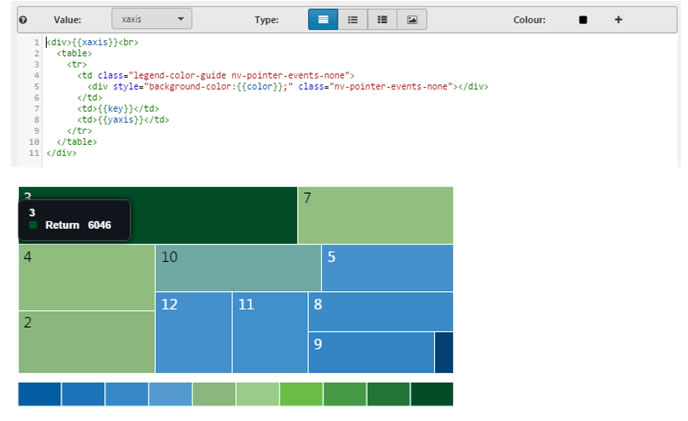 Value: xaxis Type: Colour:
1 <div>{{xaxis}}<br>
2 <table>
3 <tr>
4 <td class="legend-color-guide nv-pointer-events-none">
5 <div style="background-color:{{color}};" class="nv-pointer-events-none"></div>
6 </td>
7 <td>{{key}}</td>
8 <td>{{yaxis}}</td>
9 </tr>
10 </table>
11 </div>
3 7
3
Return 6046
4 10 5
12 11 8
2
9